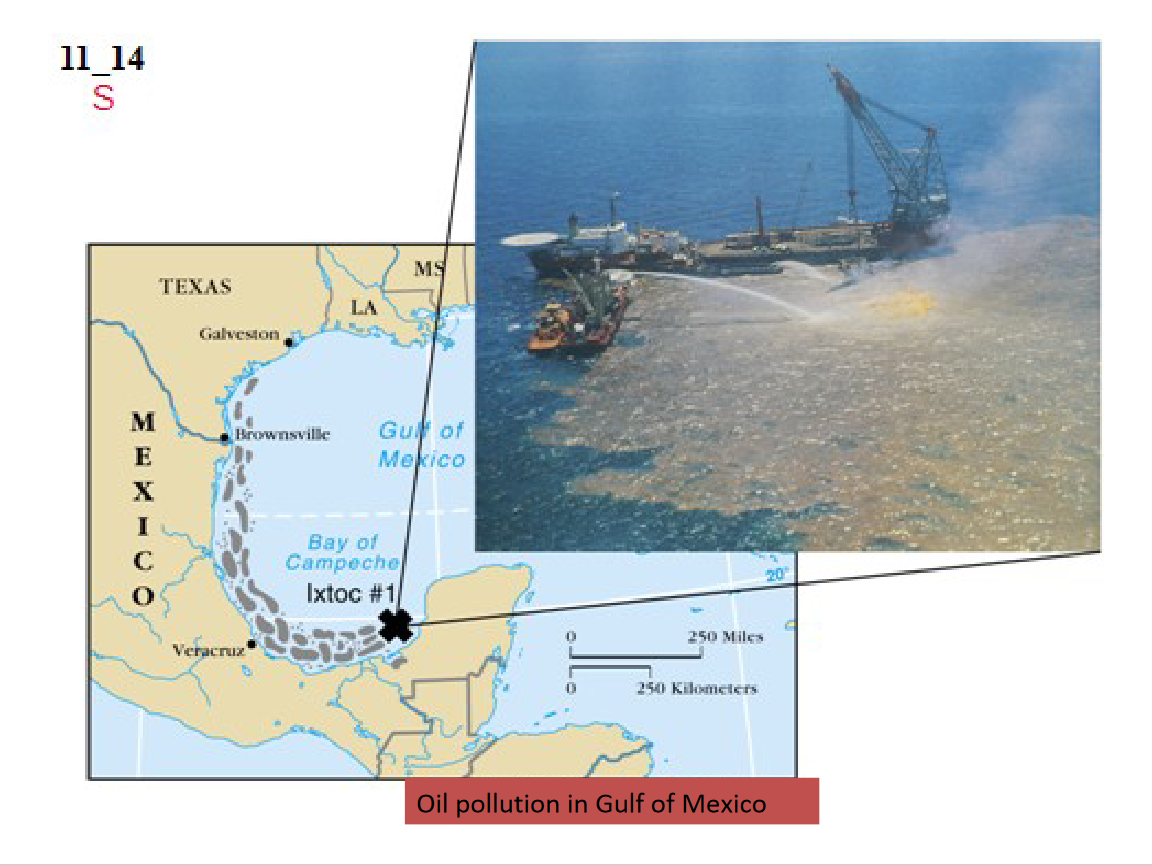 11_14
S
TEXAS
MS
LA
Galveston
Brownsville
MEXICO
Gulf of
Mexico
Bay of
Campeche
Ixtoc #1
20°
Veracruz
0 250 Miles
0 250 Kilometers
Oil pollution in Gulf of Mexico